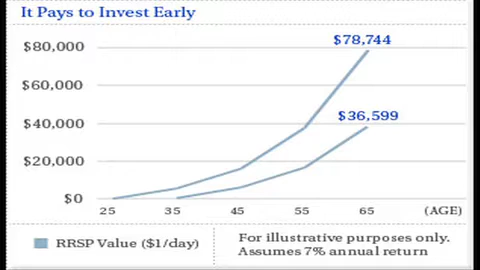 It Pays to Invest Early
$80,000
$78,744
$60,000
$40,000
$36,599
$20,000
$0
25 35 45 55 65 (AGE)
RRSP Value ($1/day)
For illustrative purposes only.
Assumes 7% annual return